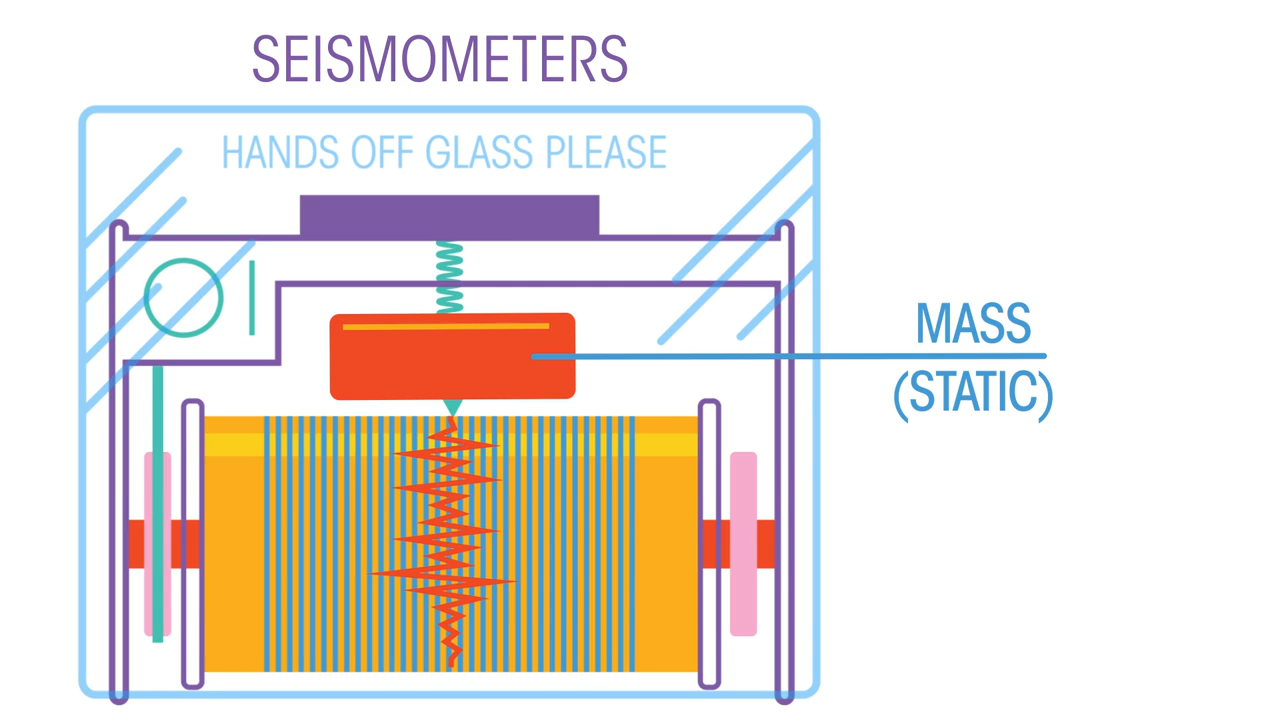 SEISMOMETERS
HANDS OFF GLASS PLEASE
MASS
(STATIC)